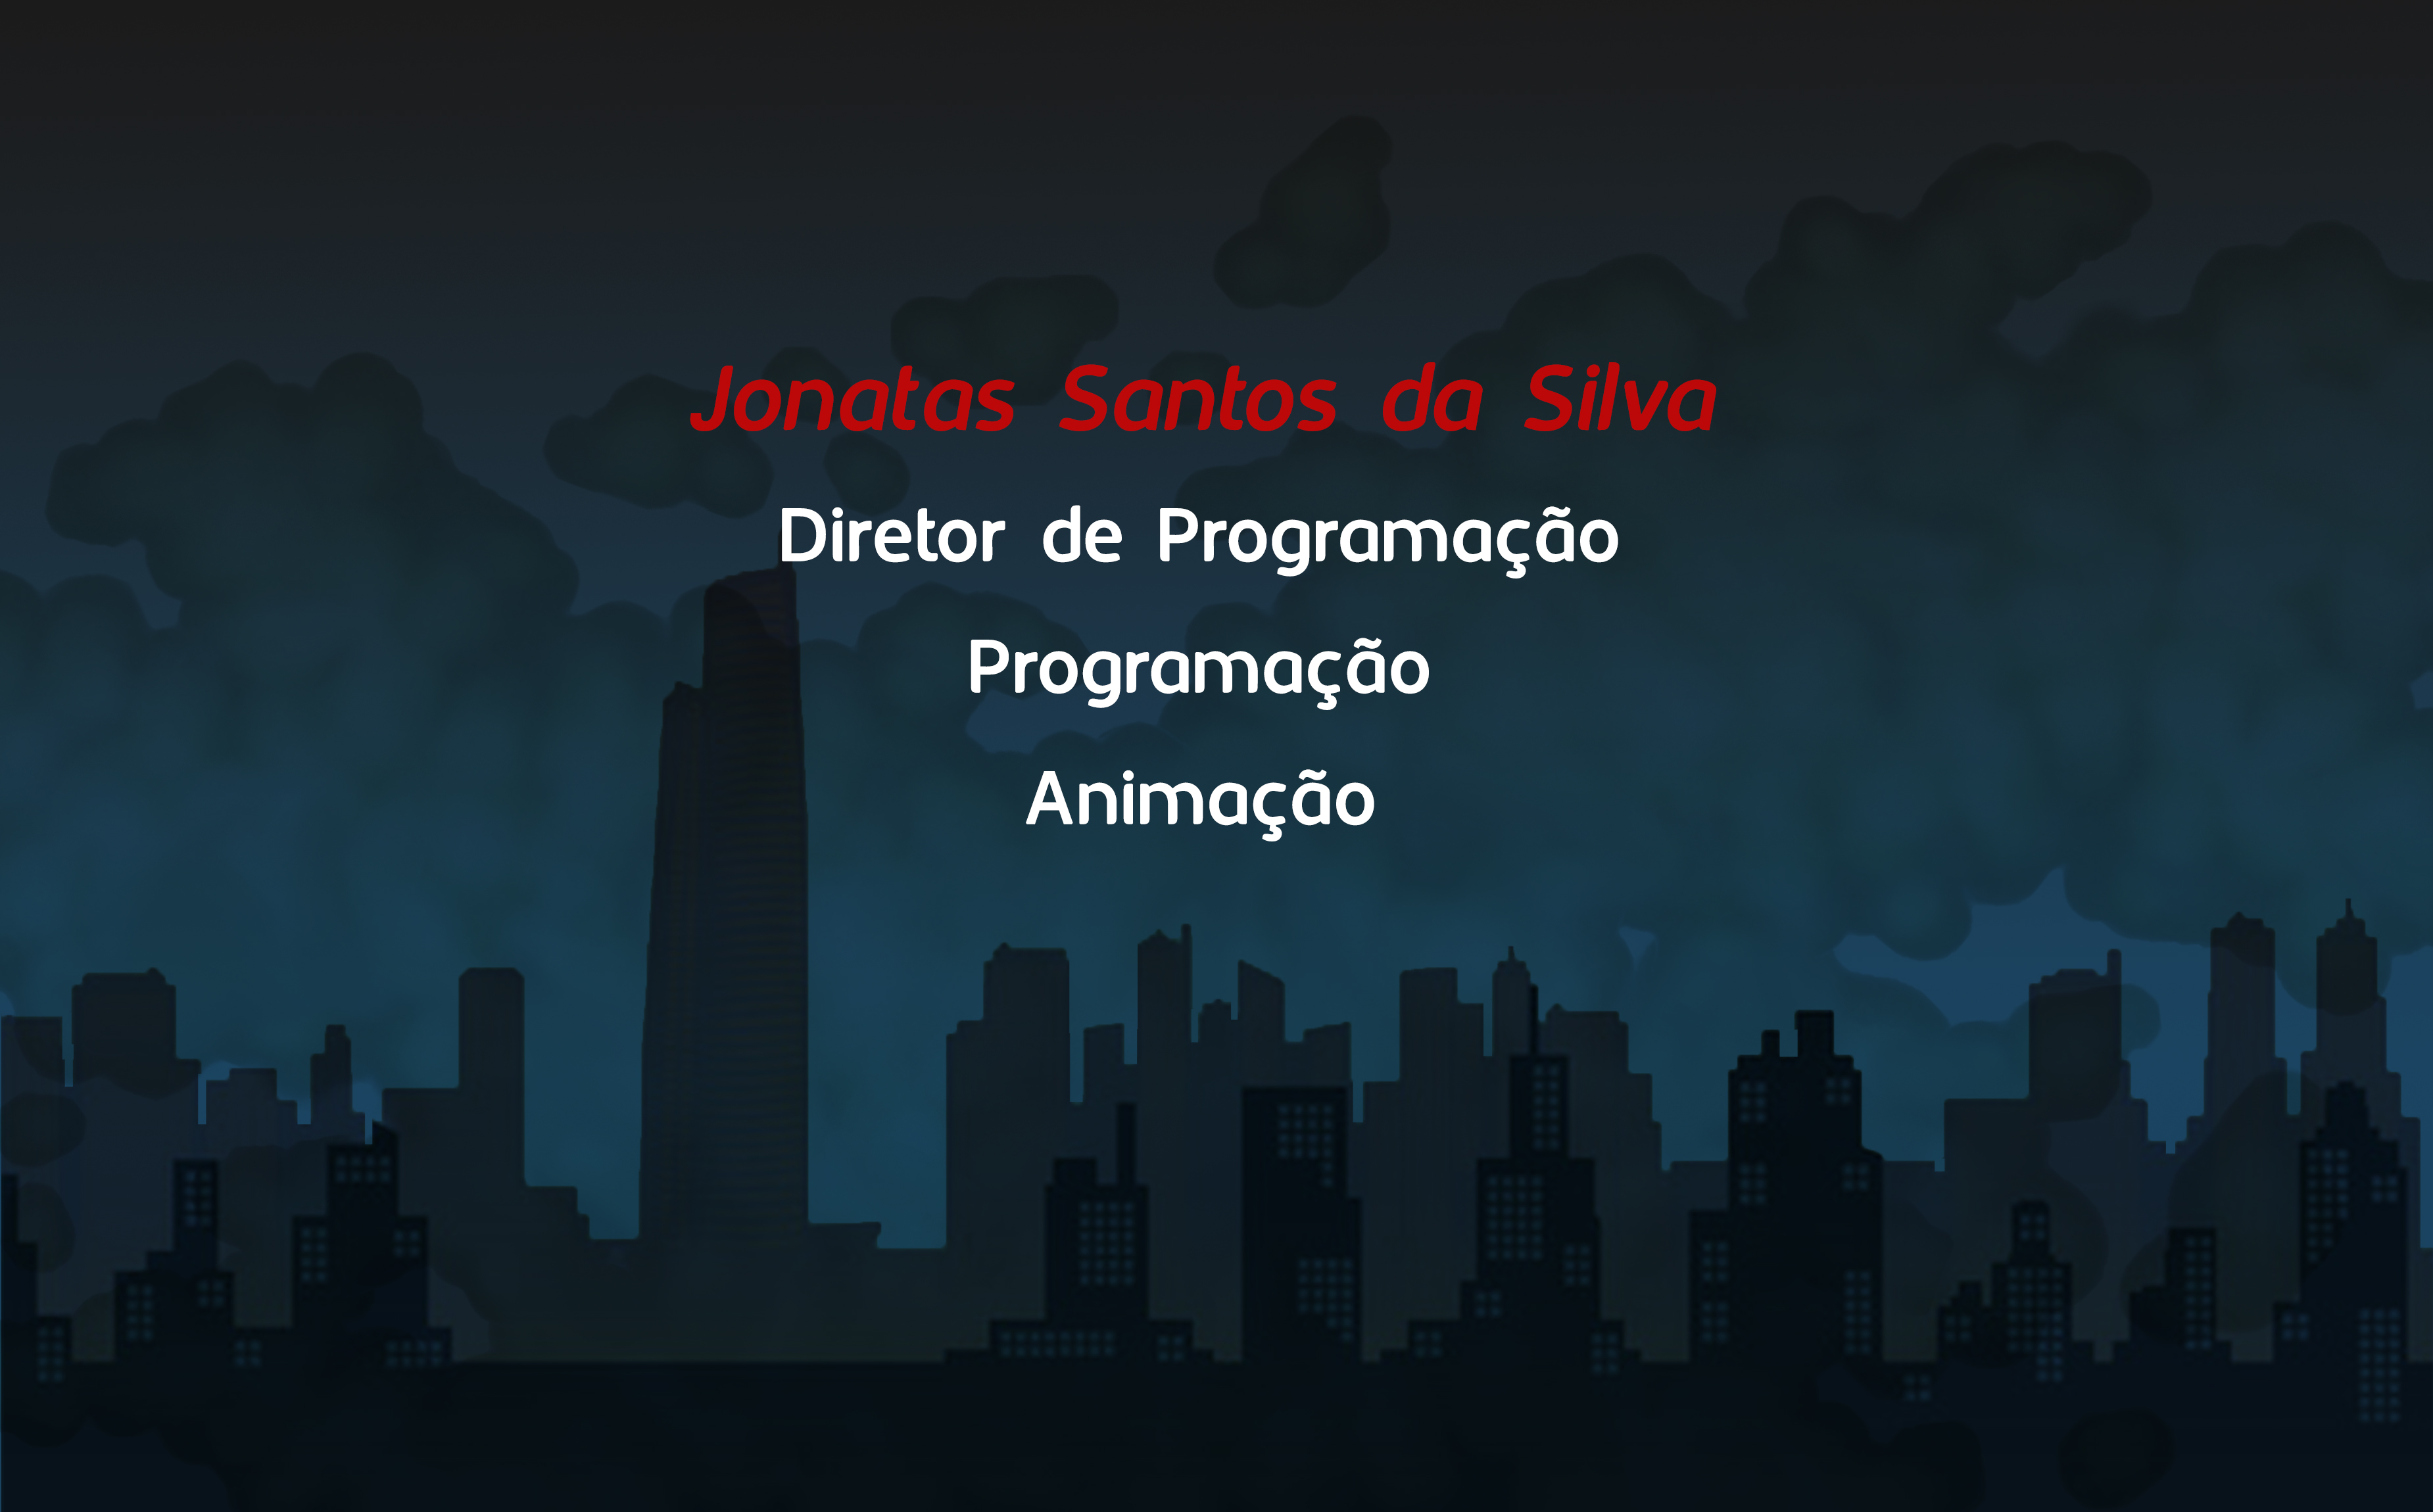 Jonatas Santos da Silva
Diretor de Programação
Programação
Animação